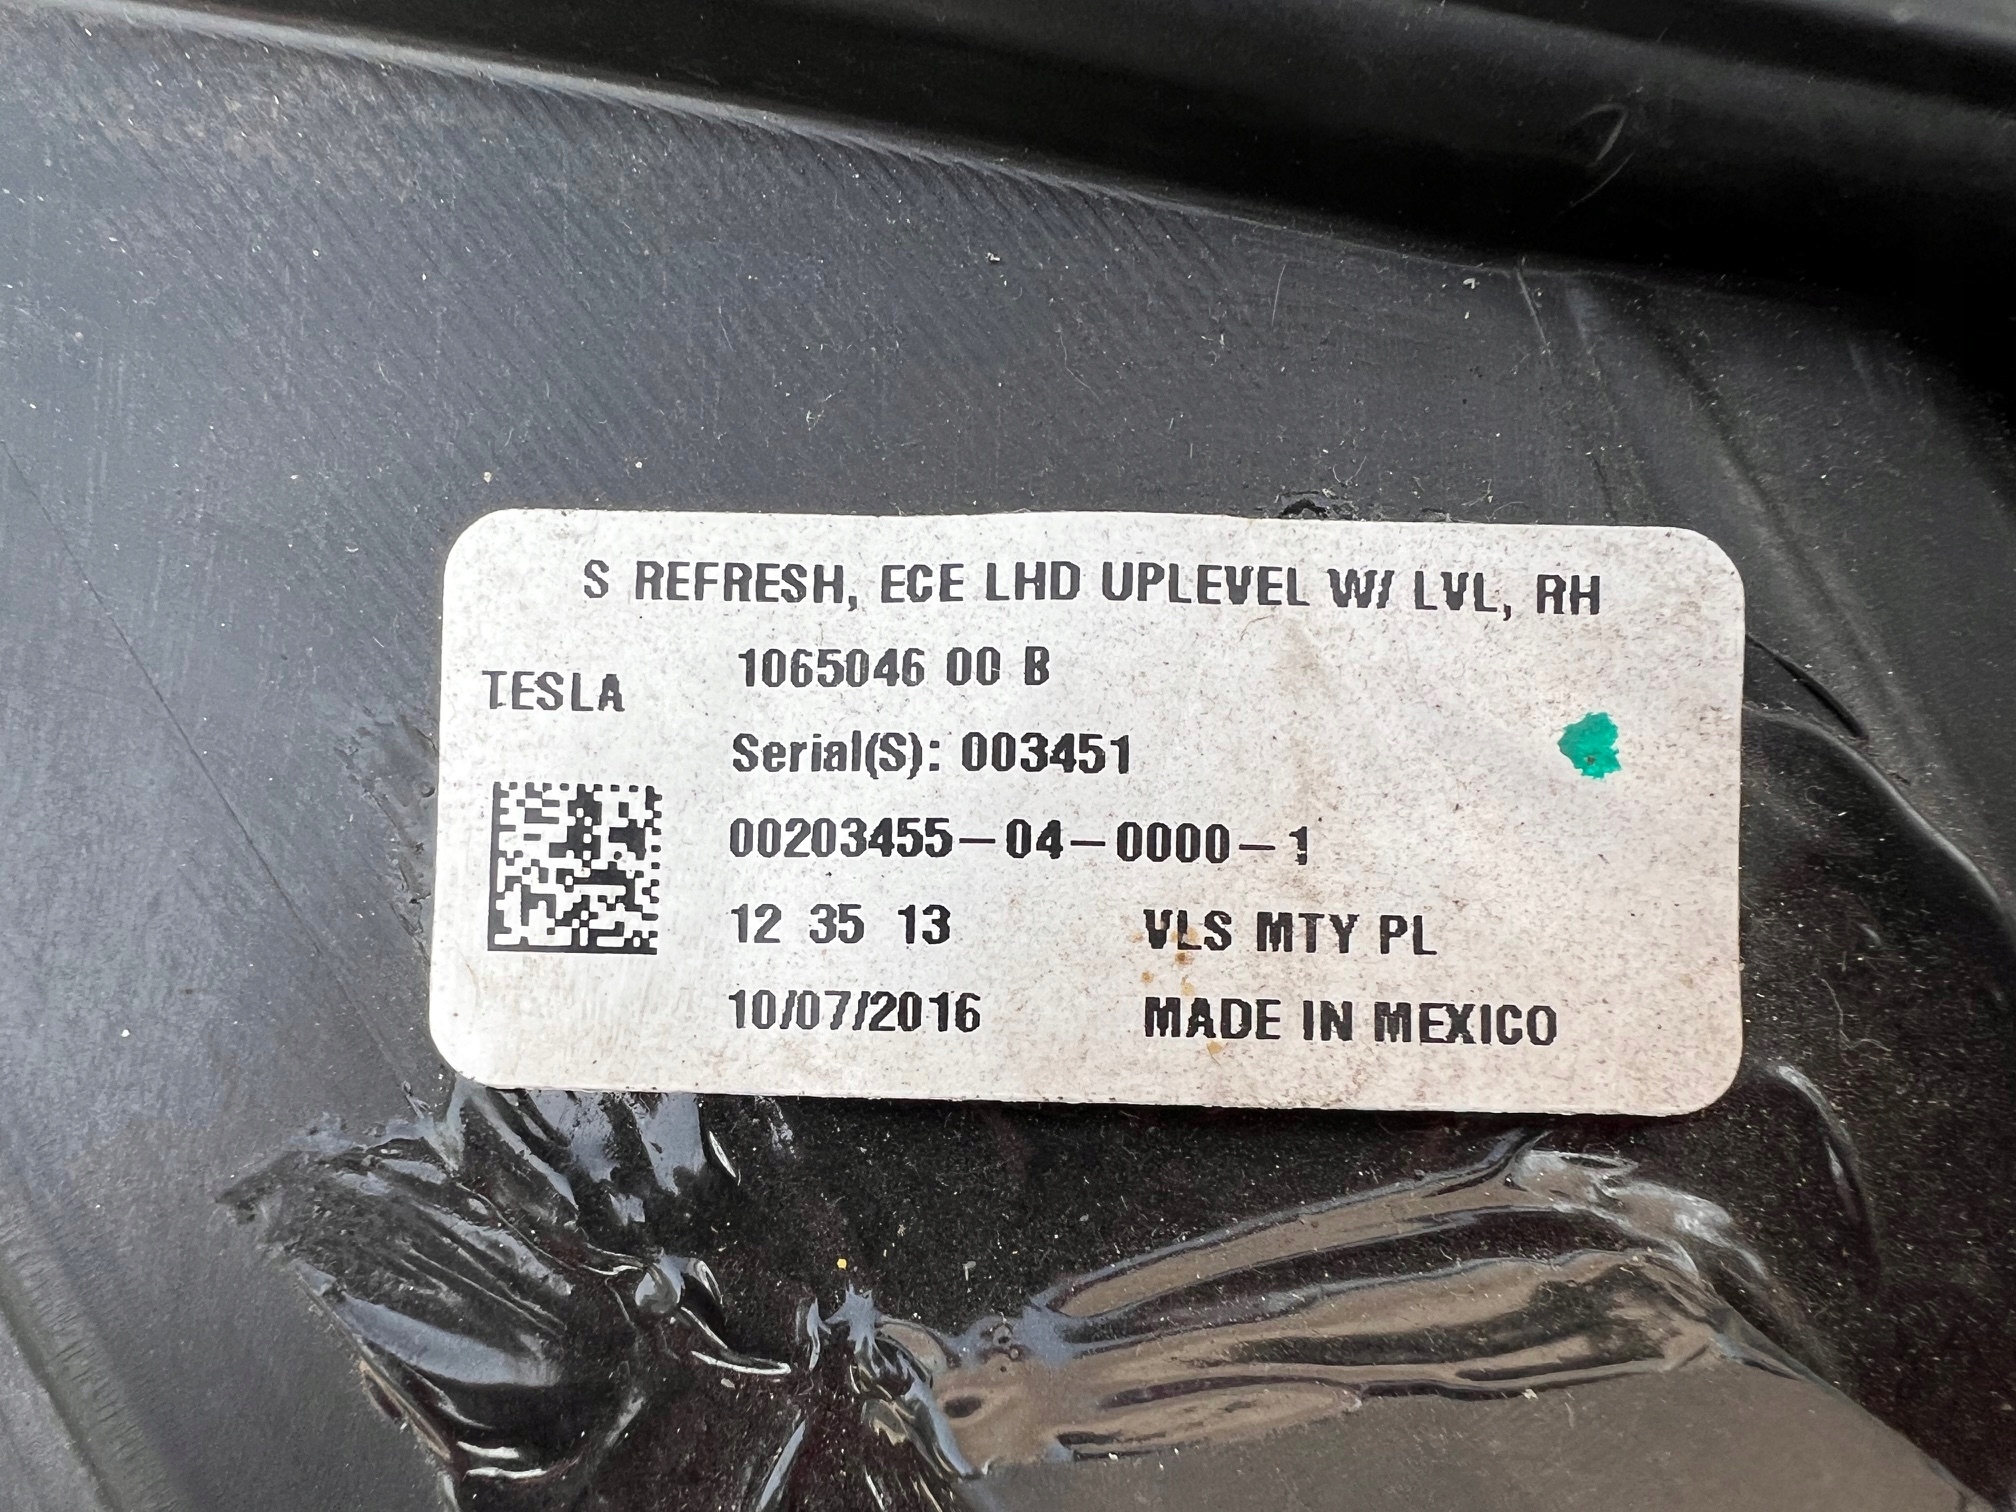 S REFRESH, ECE LHD UPLEVEL W/ LVL, RH
1065046 00 B
TESLA
Serial(S): 003451
00203455-04-0000-1
12 35 13 VLS MTY PL
10/07/2016 MADE IN MEXICO